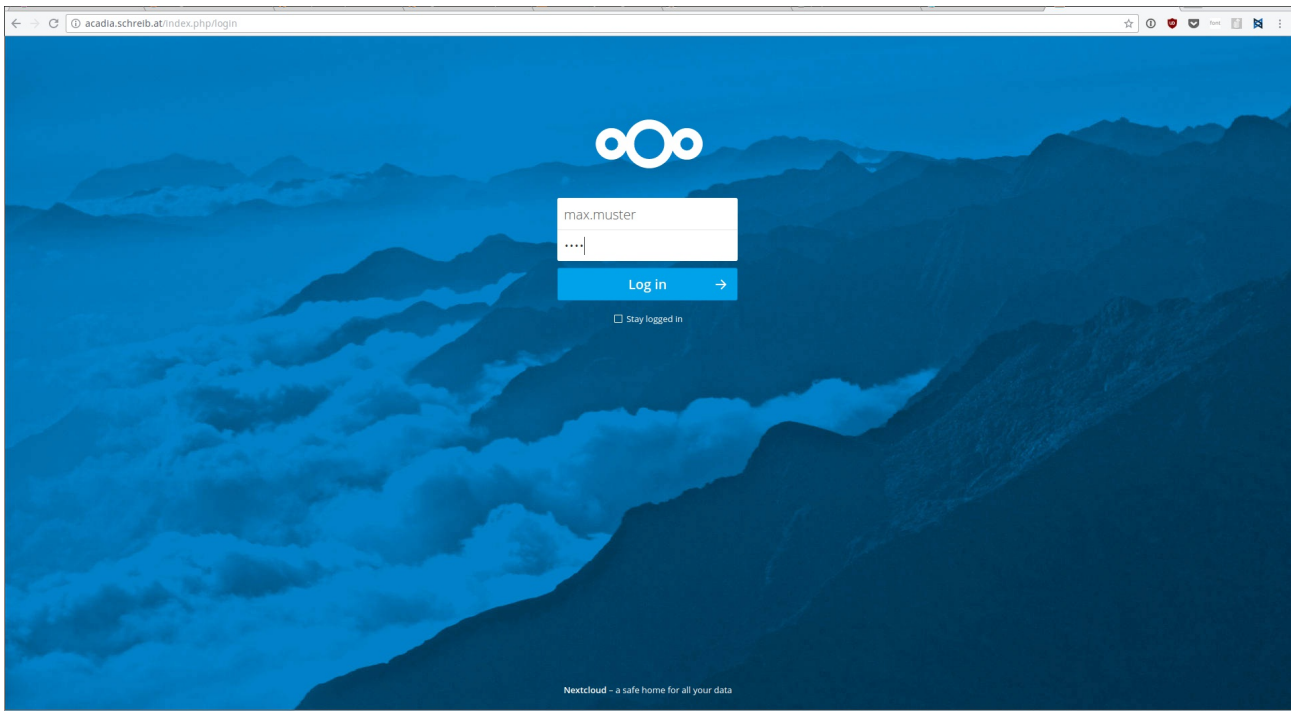 acadia.schreib.at/index.php/login
max.muster
••••
Log in →
Stay logged in
Nextcloud – a safe home for all your data